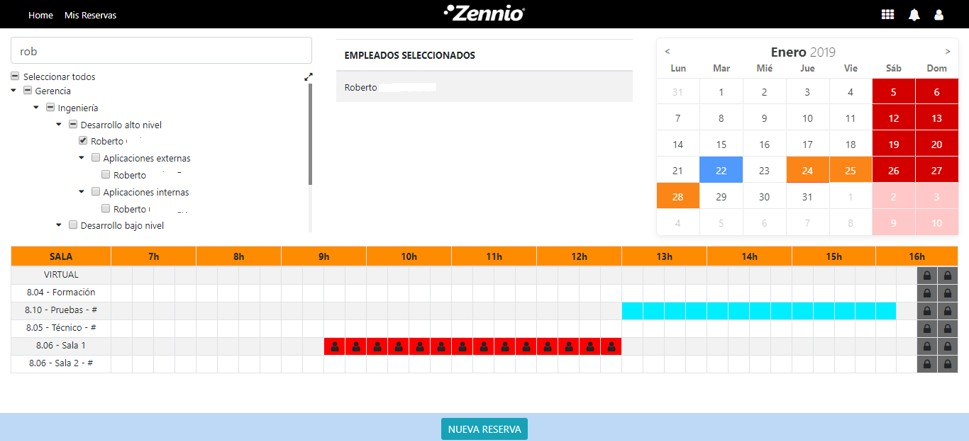 Home Mis Reservas Zennio
rob
Seleccionar todos
Gerencia
Ingeniería
Desarrollo alto nivel
Roberto
Aplicaciones externas
Roberto
Aplicaciones internas
Roberto
Desarrollo bajo nivel
EMPLEADOS SELECCIONADOS
Roberto
< Enero 2019 >
Lun Mar Mié Jue Vie Sáb Dom
31 1 2 3 4 5 6
7 8 9 10 11 12 13
14 15 16 17 18 19 20
21 22 23 24 25 26 27
28 29 30 31 1 2 3
4 5 6 7 8 9 10
SALA 7h 8h 9h 10h 11h 12h 13h 14h 15h 16h
VIRTUAL
8.04 - Formación
8.10 - Pruebas - #
8.05 - Técnico - #
8.06 - Sala 1
8.06 - Sala 2 - #
NUEVA RESERVA